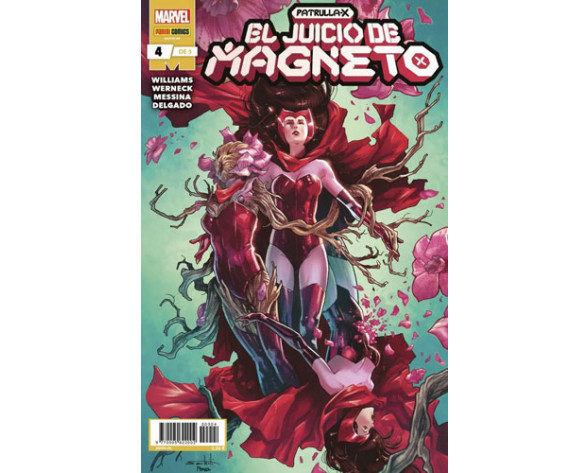 MARVEL
PANINI COMICS
4 DE 5
PATRULLA-X
EL JUICIO DE
MAGNETO
WILLIAMS
WERNECK
MESSINA
DELGADO